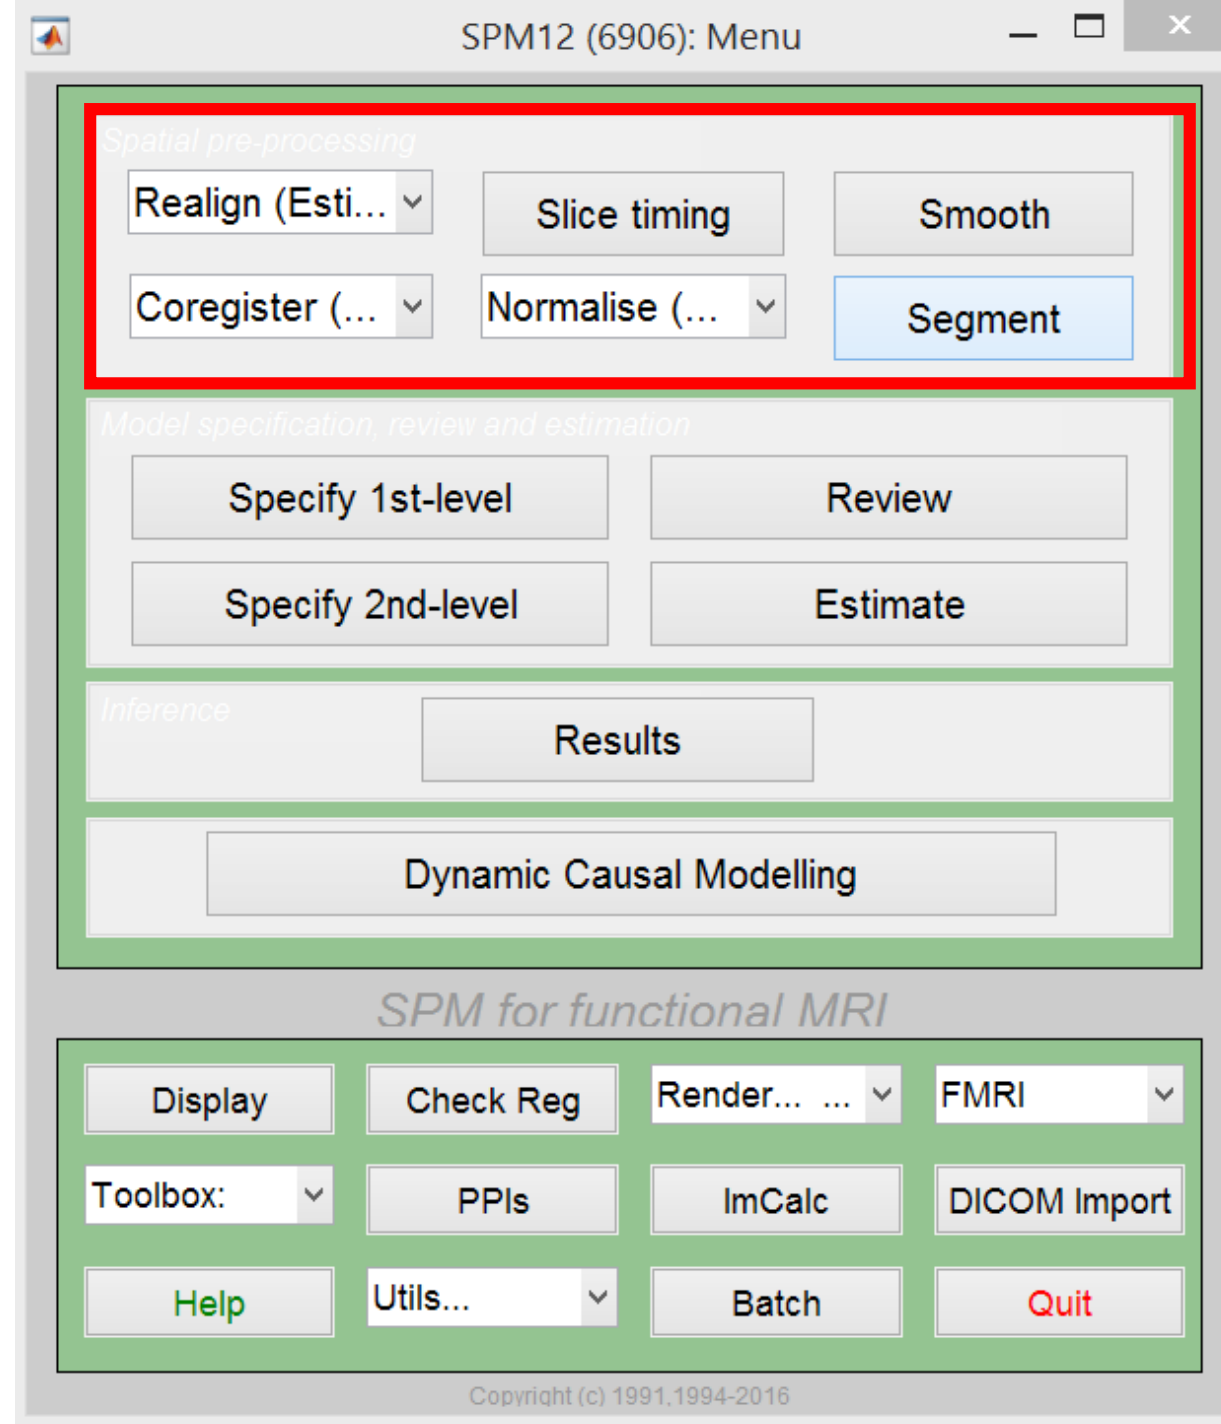 SPM12 (6906): Menu
Spatial pre-processing
Realign (Esti...
Slice timing
Smooth
Coregister (...
Normalise (...
Segment
Model specification, review and estimation
Specify 1st-level
Review
Specify 2nd-level
Estimate
Inference
Results
Dynamic Causal Modelling
SPM for functional MRI
Display
Check Reg
Render... ...
FMRI
Toolbox:
PPIs
ImCalc
DICOM Import
Help
Utils...
Batch
Quit
Copyright (c) 1991,1994-2016